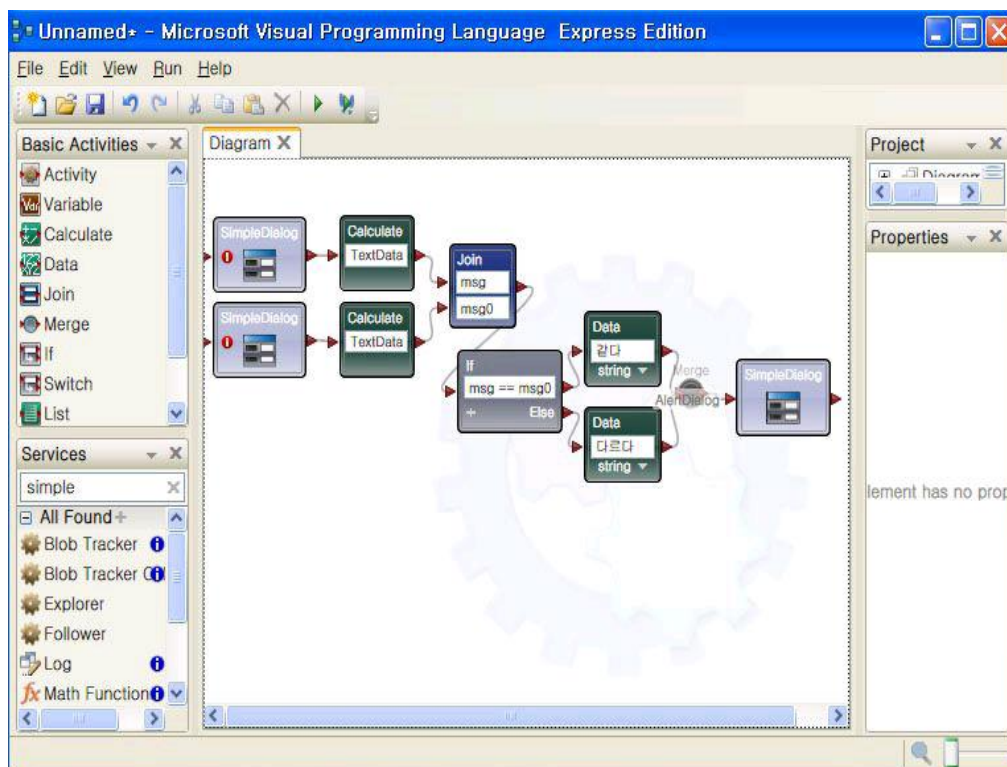 Unnamed* - Microsoft Visual Programming Language Express Edition
File Edit View Run Help
Basic Activities
Activity
Variable
Calculate
Data
Join
Merge
If
Switch
List
Services
simple
All Found
Blob Tracker
Blob Tracker
Explorer
Follower
Log
Math Function
Diagram
SimpleDialog
Calculate
TextData
SimpleDialog
Calculate
TextData
Join
msg
msg0
If
msg == msg0
Else
Data
같다
string
Data
다르다
string
Merge
AlertDialog
SimpleDialog
Project
Diagram
Properties
lement has no prop